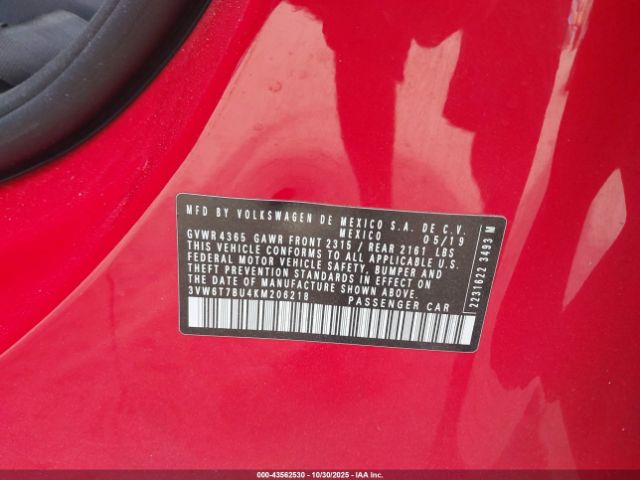 MFD BY VOLKSWAGEN DE MEXICO S.A. DE C.V.
MEXICO 05/19
GVWR 4365 GAWR FRONT 2315 / REAR 2161 LBS
THIS VEHICLE CONFORMS TO ALL APPLICABLE U.S.
FEDERAL MOTOR VEHICLE SAFETY, BUMPER AND
THEFT PREVENTION STANDARDS IN EFFECT ON
THE DATE OF MANUFACTURE SHOWN ABOVE.
3VW6T7BU4KM206218
PASSENGER CAR
2231622 3493 M
000-43562530 - 10/30/2025 - IAAI, Inc.